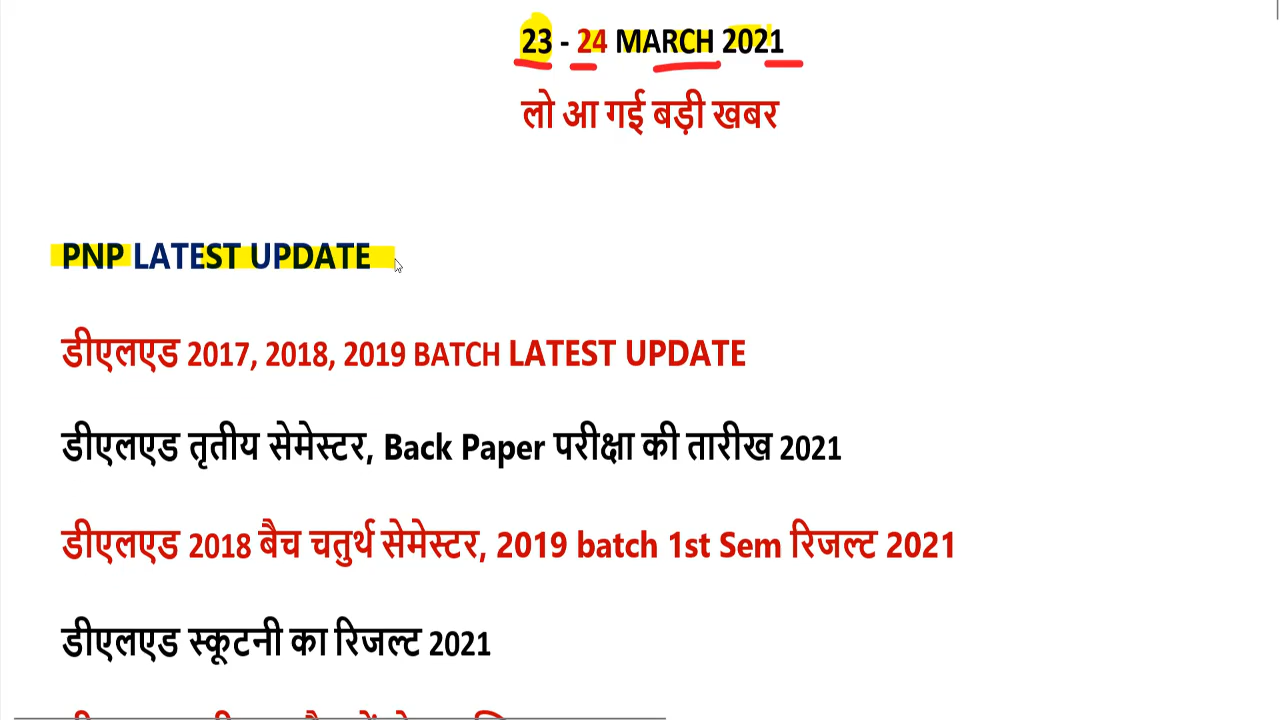 23 - 24 MARCH 2021
लो आ गई बड़ी खबर
PNP LATEST UPDATE
डीएलएड 2017, 2018, 2019 BATCH LATEST UPDATE
डीएलएड तृतीय सेमेस्टर, Back Paper परीक्षा की तारीख 2021
डीएलएड 2018 बैच चतुर्थ सेमेस्टर, 2019 batch 1st Sem रिजल्ट 2021
डीएलएड स्कूटनी का रिजल्ट 2021